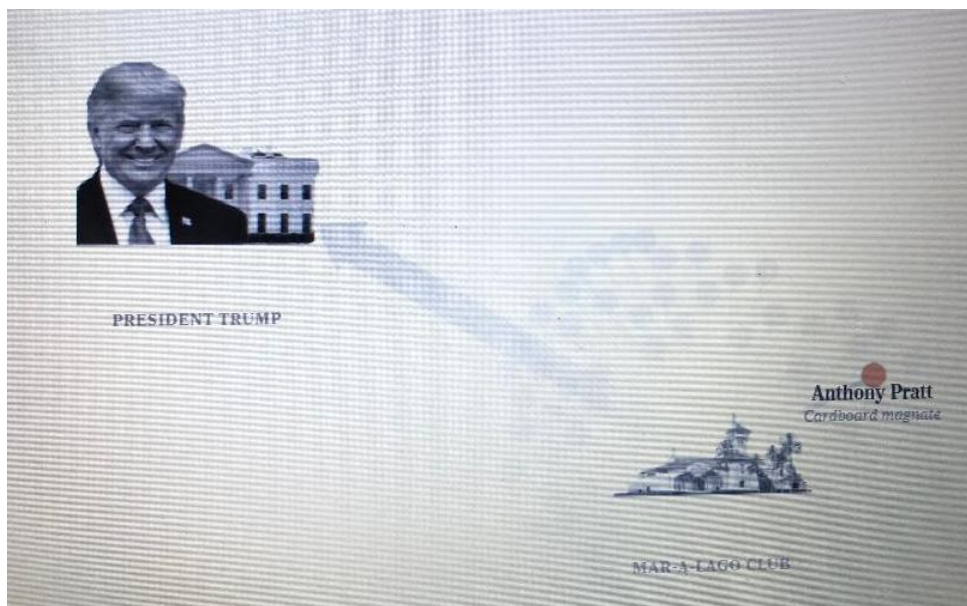 PRESIDENT TRUMP
Anthony Pratt
Cardboard magnate
MAR-A-LAGO CLUB